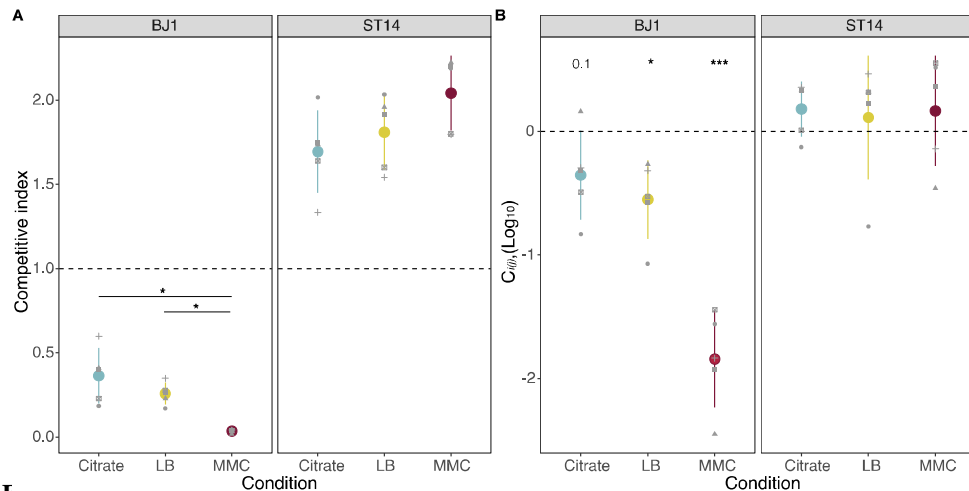 A
BJ1
ST14
Competitive index
2.0
1.5
1.0
0.5
0.0
*
*
Citrate
LB
MMC
Citrate
LB
MMC
Condition
B
BJ1
ST14
C i(j),(Log10)
0
-1
-2
0.1
*
***
Citrate
LB
MMC
Citrate
LB
MMC
Condition